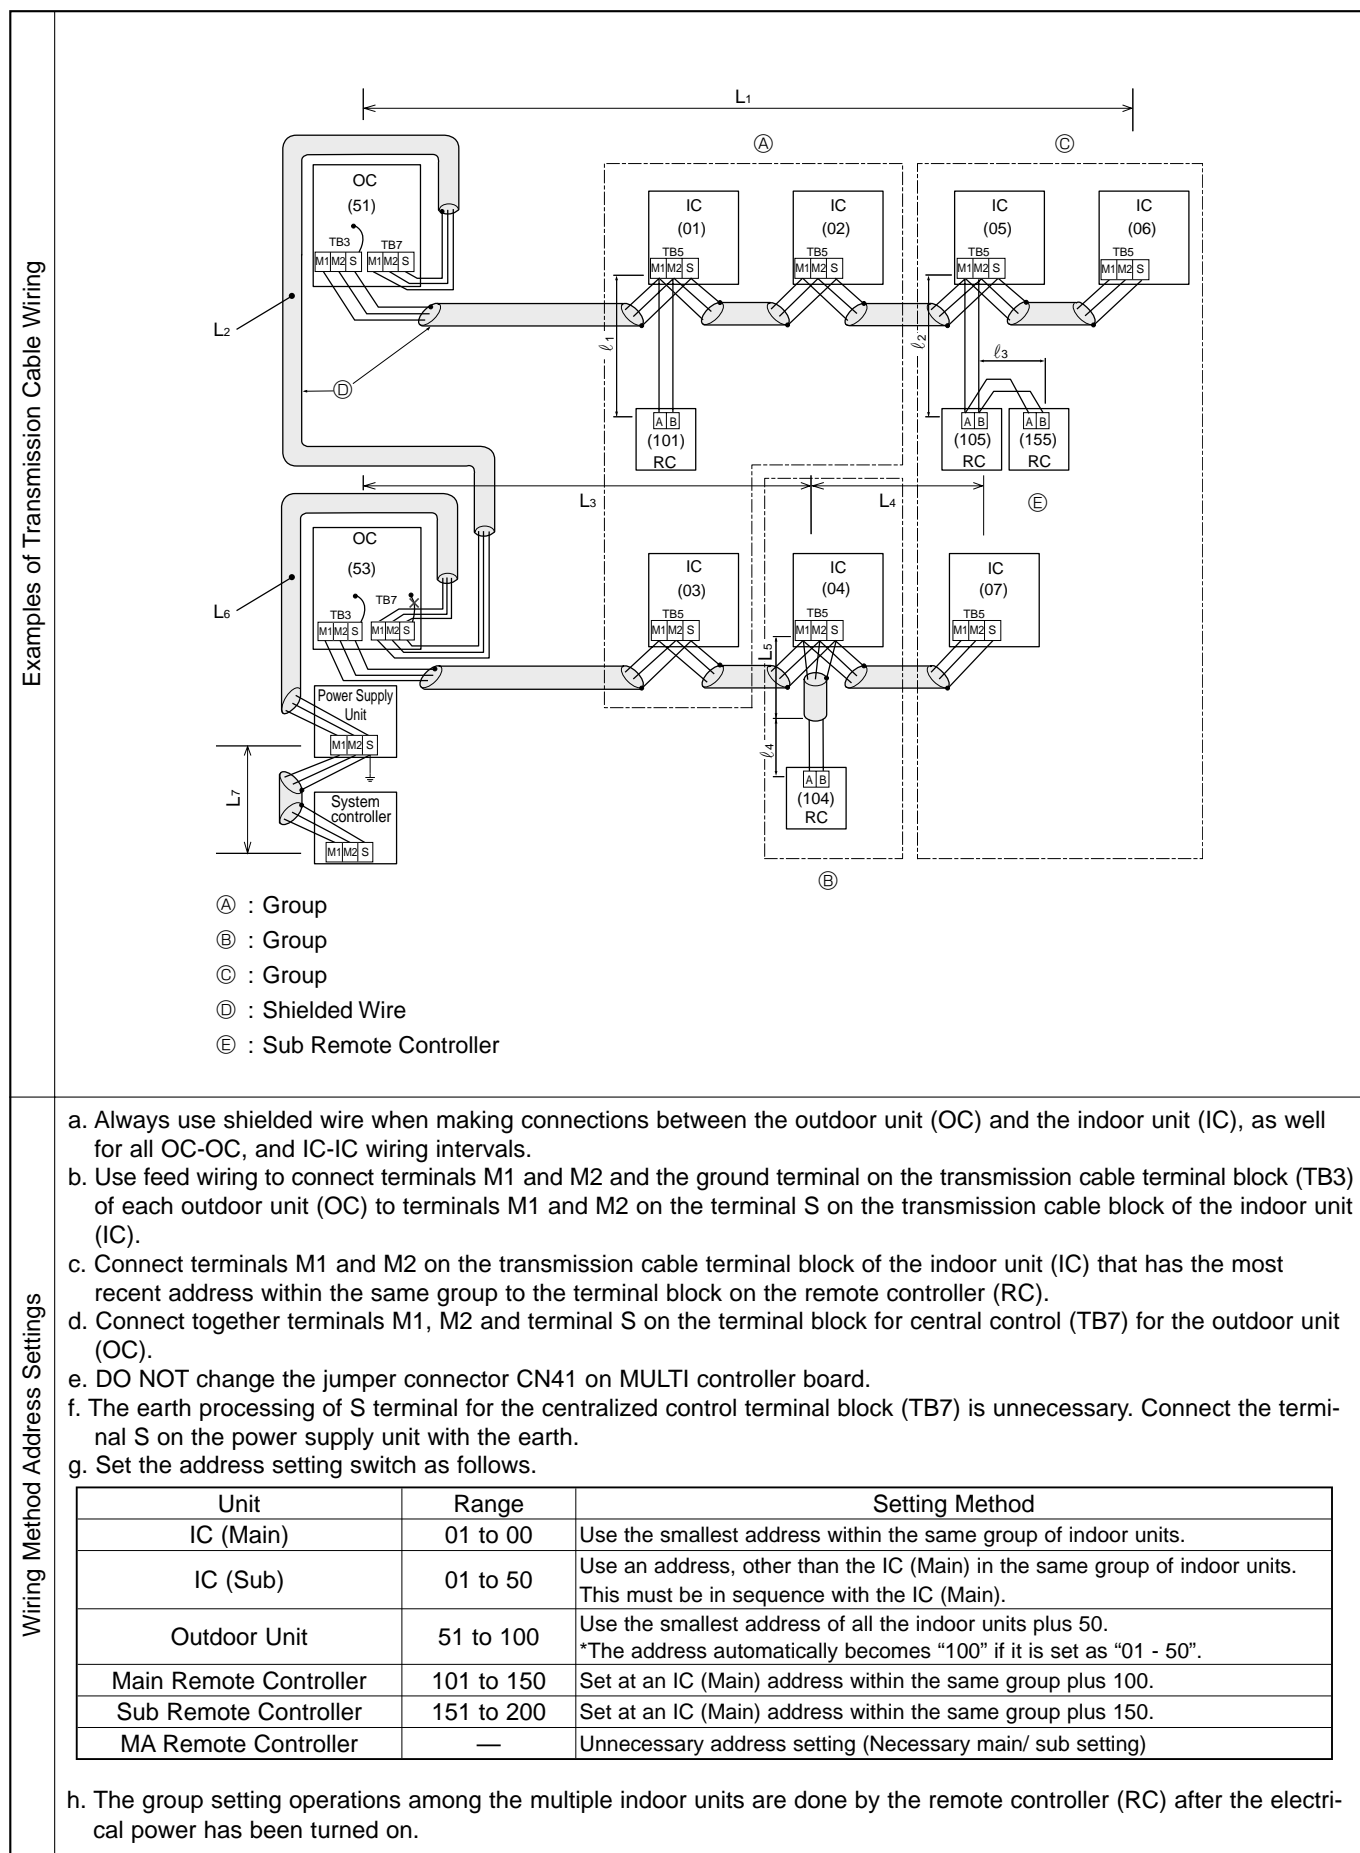 Examples of Transmission Cable Wiring
L1
Ⓐ
Ⓒ
OC
(51)
TB3
TB7
M1 M2 S
M1 M2 S
IC
(01)
TB5
M1 M2 S
IC
(02)
TB5
M1 M2 S
IC
(05)
TB5
M1 M2 S
IC
(06)
TB5
M1 M2 S
L2
Ⓓ
ℓ1
ℓ2
ℓ3
A B
(101)
RC
A B
(105)
RC
A B
(155)
RC
L3
L4
Ⓔ
OC
(53)
TB3
TB7
M1 M2 S
M1 M2 S
IC
(03)
TB5
M1 M2 S
IC
(04)
TB5
M1 M2 S
IC
(07)
TB5
M1 M2 S
L6
L5
ℓ4
Power Supply
Unit
M1 M2 S
L7
System
controller
M1 M2 S
A B
(104)
RC
Ⓑ
Ⓐ : Group
Ⓑ : Group
Ⓒ : Group
Ⓓ : Shielded Wire
Ⓔ : Sub Remote Controller
Wiring Method Address Settings
a. Always use shielded wire when making connections between the outdoor unit (OC) and the indoor unit (IC), as well
for all OC-OC, and IC-IC wiring intervals.
b. Use feed wiring to connect terminals M1 and M2 and the ground terminal on the transmission cable terminal block (TB3)
of each outdoor unit (OC) to terminals M1 and M2 on the terminal S on the transmission cable block of the indoor unit
(IC).
c. Connect terminals M1 and M2 on the transmission cable terminal block of the indoor unit (IC) that has the most
recent address within the same group to the terminal block on the remote controller (RC).
d. Connect together terminals M1, M2 and terminal S on the terminal block for central control (TB7) for the outdoor unit
(OC).
e. DO NOT change the jumper connector CN41 on MULTI controller board.
f. The earth processing of S terminal for the centralized control terminal block (TB7) is unnecessary. Connect the termi-
nal S on the power supply unit with the earth.
g. Set the address setting switch as follows.
Unit Range Setting Method
IC (Main) 01 to 00 Use the smallest address within the same group of indoor units.
IC (Sub) 01 to 50 Use an address, other than the IC (Main) in the same group of indoor units.
This must be in sequence with the IC (Main).
Outdoor Unit 51 to 100 Use the smallest address of all the indoor units plus 50.
*The address automatically becomes “100” if it is set as “01 - 50”.
Main Remote Controller 101 to 150 Set at an IC (Main) address within the same group plus 100.
Sub Remote Controller 151 to 200 Set at an IC (Main) address within the same group plus 150.
MA Remote Controller — Unnecessary address setting (Necessary main/ sub setting)
h. The group setting operations among the multiple indoor units are done by the remote controller (RC) after the electri-
cal power has been turned on.